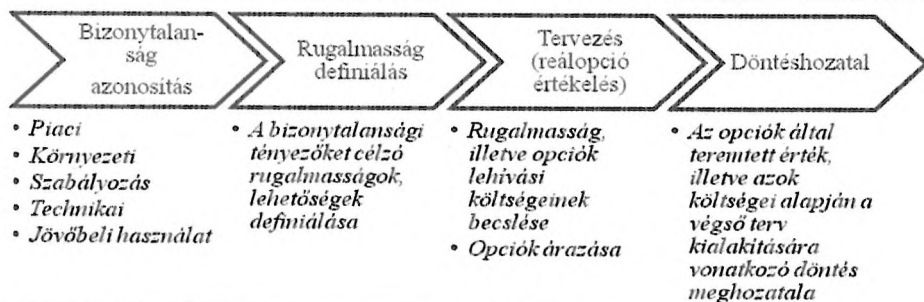 Bizonytalan-
ság
azonosítás
Rugalmasság
definiálás
Tervezés
(reálopció
értékelés)
Döntéshozatal
• Piaci
• Környezeti
• Szabályozás
• Technikai
• Jövőbeli használat
• A bizonytalansági
tényezőket célzó
rugalmasságok,
lehetőségek
definiálása
• Rugalmasság,
illetve opciók
lehívási
költségeinek
becslése
• Opciók árazása
• Az opciók által
teremtett érték,
illetve azok
költségei alapján a
végső terv
kialakítására
vonatkozó döntés
meghozatala